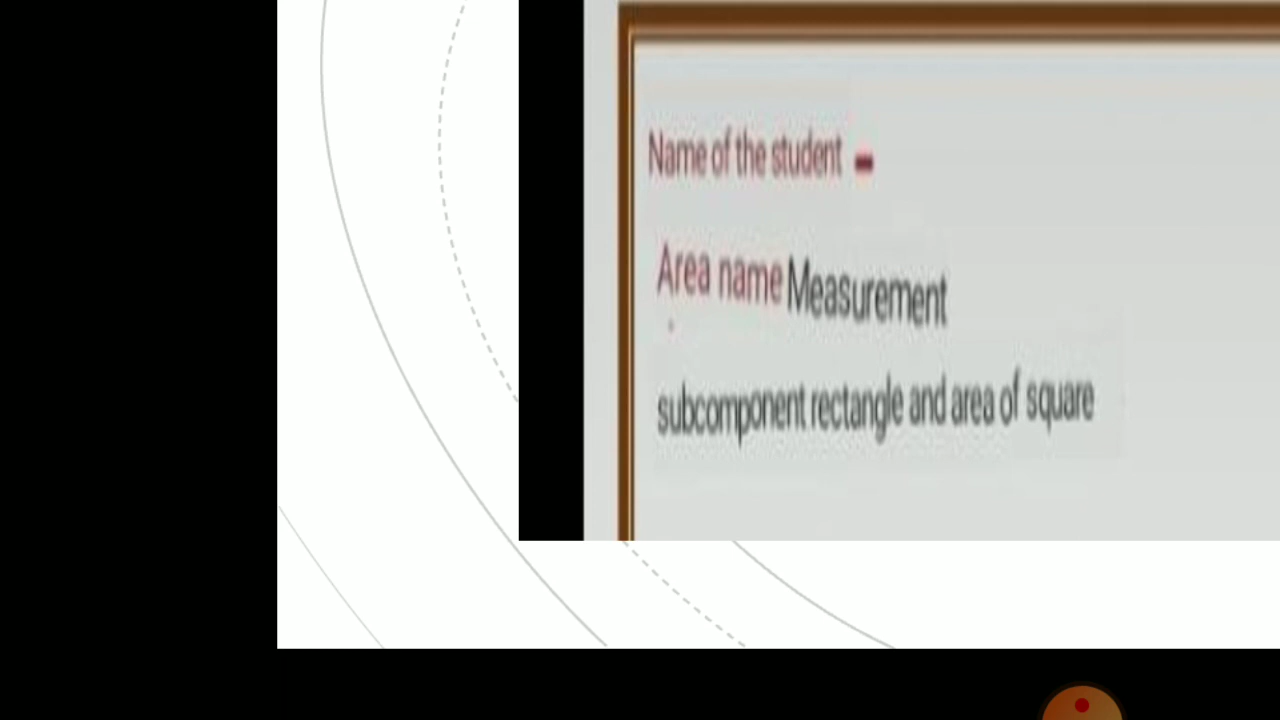 Name of the student -
Area name Measurement
subcomponent rectangle and area of square